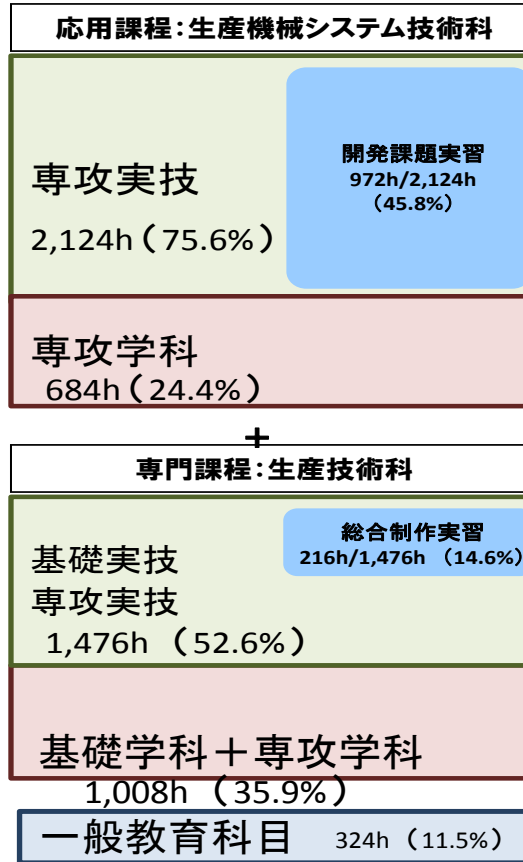 応用課程：生産機械システム技術科
専攻実技
2,124h（75.6%）
開発課題実習
972h/2,124h
（45.8%）
専攻学科
684h（24.4%）
+
専門課程：生産技術科
基礎実技
専攻実技
1,476h （52.6%）
総合制作実習
216h/1,476h （14.6%）
基礎学科＋専攻学科
1,008h （35.9%）
一般教育科目 324h （11.5%）